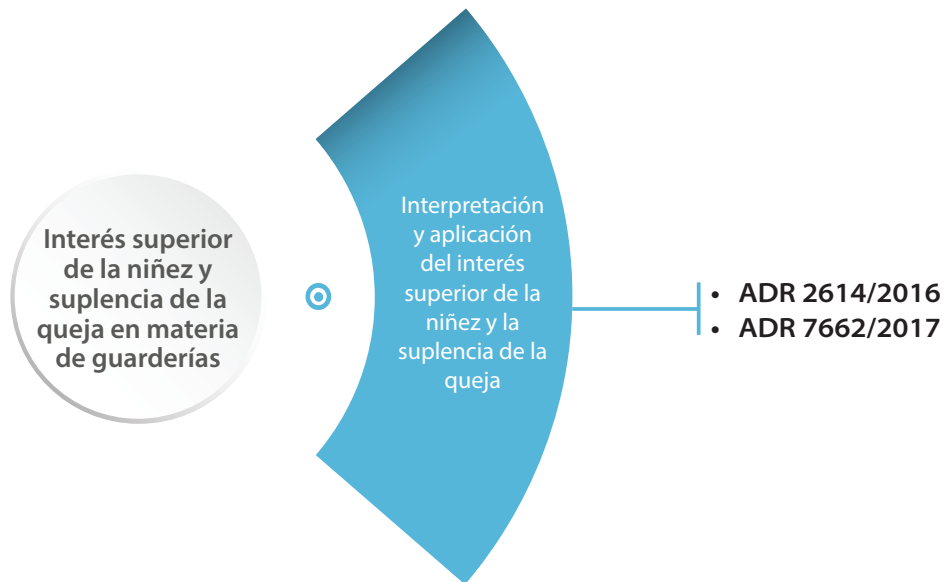 Interés superior
de la niñez y
suplencia de la
queja en materia
de guarderías
Interpretación
y aplicación
del interés
superior de la
niñez y la
suplencia de la
queja
• ADR 2614/2016
• ADR 7662/2017